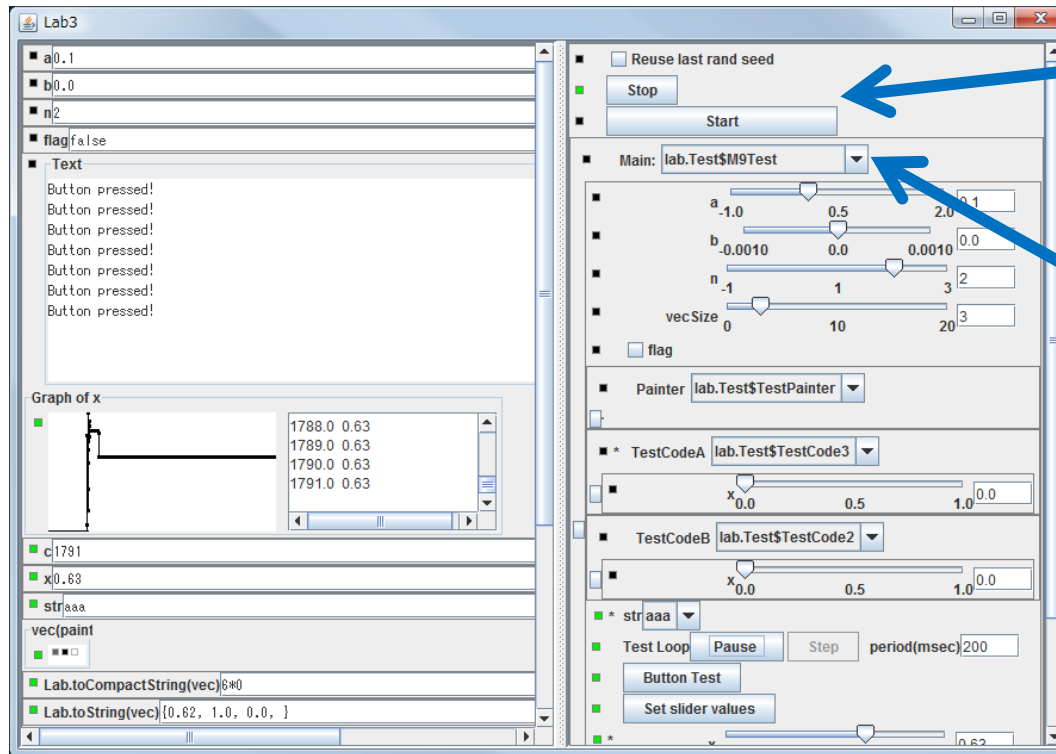 Lab3
a 0.1
b 0.0
n 2
flag false
Text
Button pressed!
Button pressed!
Button pressed!
Button pressed!
Button pressed!
Button pressed!
Button pressed!
Graph of x
1788.0 0.63
1789.0 0.63
1790.0 0.63
1791.0 0.63
c 1791
x 0.63
str aaa
vec(paint
Lab.toCompactString(vec) 6*0
Lab.toString(vec) {0.62, 1.0, 0.0, }
Reuse last rand seed
Stop
Start
Main: lab.Test$M9Test
a -1.0 0.5 2.0 0.1
b -0.0010 0.0 0.0010 0.0
n -1 1 3 2
vecSize 0 10 20 3
flag
Painter lab.Test$TestPainter
* TestCodeA lab.Test$TestCode3
x 0.0 0.5 1.0 0.0
TestCodeB lab.Test$TestCode2
x 0.0 0.5 1.0 0.0
* str aaa
Test Loop Pause Step period(msec) 200
Button Test
Set slider values
* x 0.63